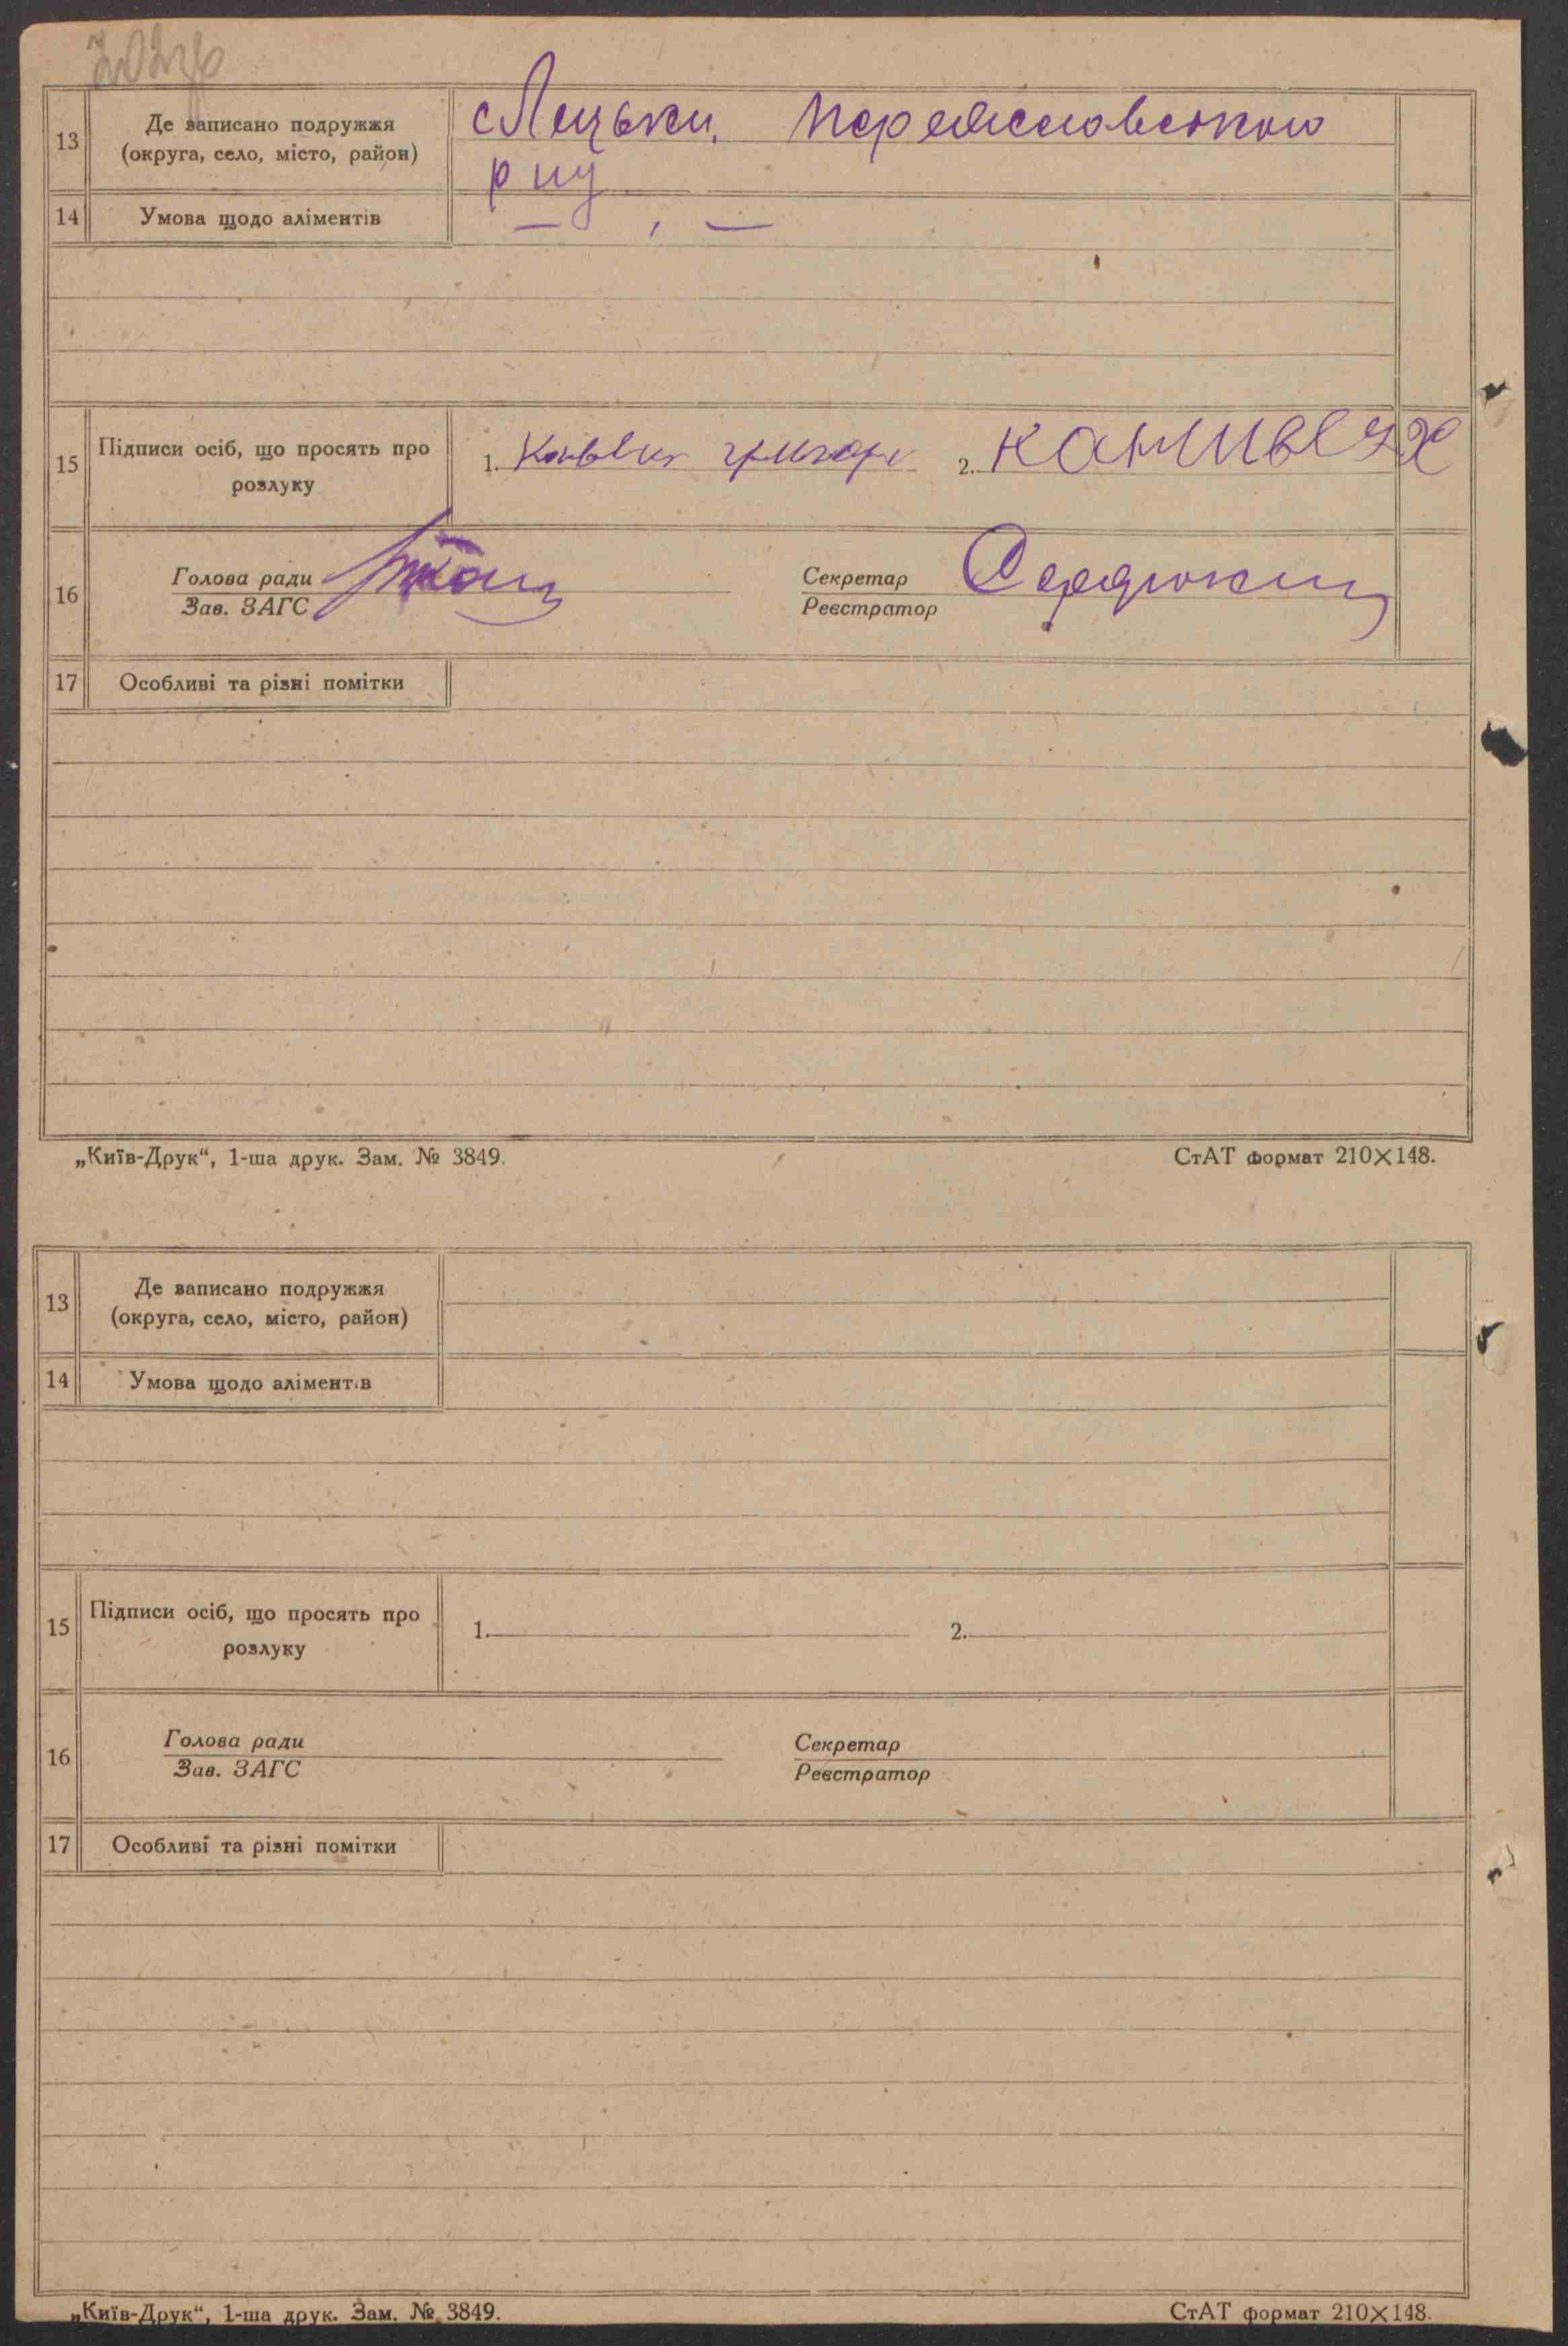 13
Де записано подружжя
(округа, село, місто, район)
с Лецьки, Переяславського
р ну
14
Умова щодо аліментів
— , —
15
Підписи осіб, що просять про
розлуку
1.
2.
16
Голова ради
Зав. ЗАГС
Секретар
Реєстратор
17
Особливі та різні помітки
„Київ-Друк“, 1-ша друк. Зам. № 3849.
СтАТ формат 210×148.
13
Де записано подружжя
(округа, село, місто, район)
14
Умова щодо аліментів
15
Підписи осіб, що просять про
розлуку
1.
2.
16
Голова ради
Зав. ЗАГС
Секретар
Реєстратор
17
Особливі та різні помітки
„Київ-Друк“, 1-ша друк. Зам. № 3849.
СтАТ формат 210×148.